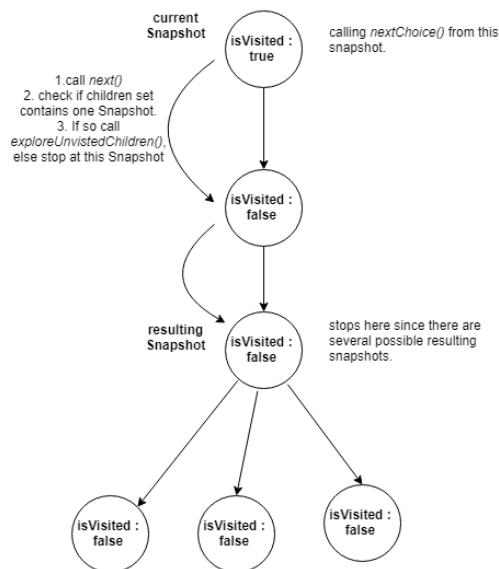 current
Snapshot
isVisited :
true
calling nextChoice() from this
snapshot.
1.call next()
2. check if children set
contains one Snapshot.
3. If so call
exploreUnvistedChildren(),
else stop at this Snapshot
isVisited :
false
resulting
Snapshot
isVisited :
false
stops here since there are
several possible resulting
snapshots.
isVisited :
false
isVisited :
false
isVisited :
false